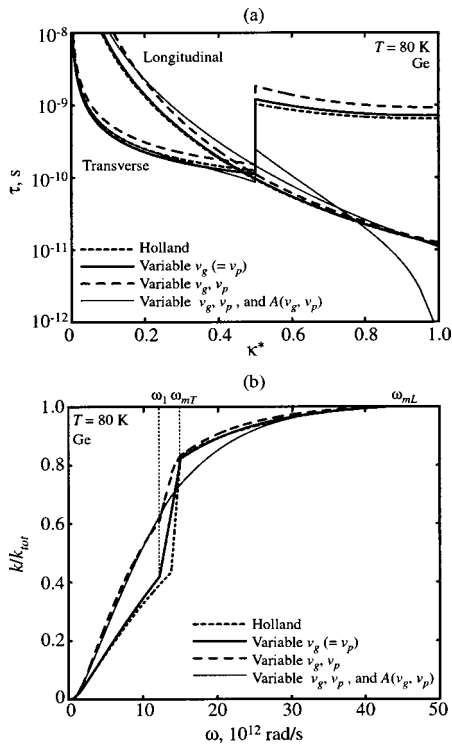 (a)
10⁻⁸
Longitudinal
T = 80 K
Ge
10⁻⁹
τ, s
Transverse
10⁻¹⁰
10⁻¹¹
Holland
Variable v_g (= v_p)
Variable v_g, v_p
Variable v_g, v_p , and A(v_g, v_p)
10⁻¹²
0 0.2 0.4 0.6 0.8 1.0
κ*
(b)
ω₁ ω_mT ω_mL
1.0
T = 80 K
Ge
0.8
0.6
k/k_tot
0.4
0.2
0
Holland
Variable v_g (= v_p)
Variable v_g, v_p
Variable v_g, v_p , and A(v_g, v_p)
0 10 20 30 40 50
ω, 10¹² rad/s